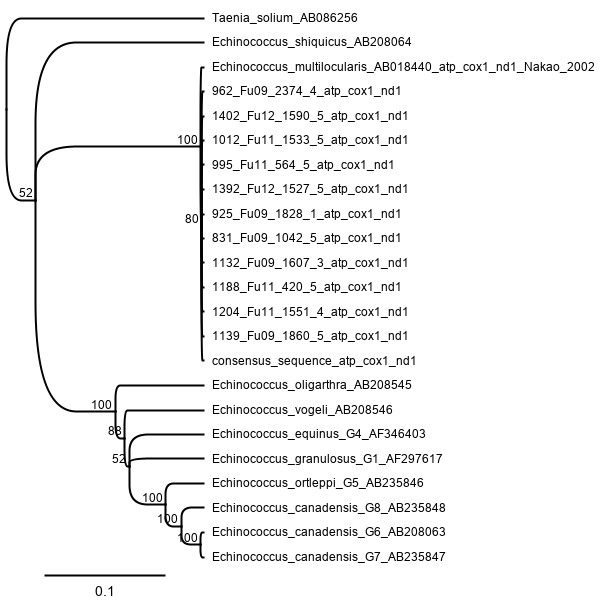 Taenia_solium_AB086256
Echinococcus_shiquicus_AB208064
Echinococcus_multilocularis_AB018440_atp_cox1_nd1_Nakao_2002
962_Fu09_2374_4_atp_cox1_nd1
1402_Fu12_1590_5_atp_cox1_nd1
100
1012_Fu11_1533_5_atp_cox1_nd1
995_Fu11_564_5_atp_cox1_nd1
52
1392_Fu12_1527_5_atp_cox1_nd1
80
925_Fu09_1828_1_atp_cox1_nd1
831_Fu09_1042_5_atp_cox1_nd1
1132_Fu09_1607_3_atp_cox1_nd1
1188_Fu11_420_5_atp_cox1_nd1
1204_Fu11_1551_4_atp_cox1_nd1
1139_Fu09_1860_5_atp_cox1_nd1
consensus_sequence_atp_cox1_nd1
Echinococcus_oligarthra_AB208545
100
Echinococcus_vogeli_AB208546
88
Echinococcus_equinus_G4_AF346403
52
Echinococcus_granulosus_G1_AF297617
Echinococcus_ortleppi_G5_AB235846
100
Echinococcus_canadensis_G8_AB235848
100
Echinococcus_canadensis_G6_AB208063
100
Echinococcus_canadensis_G7_AB235847
0.1